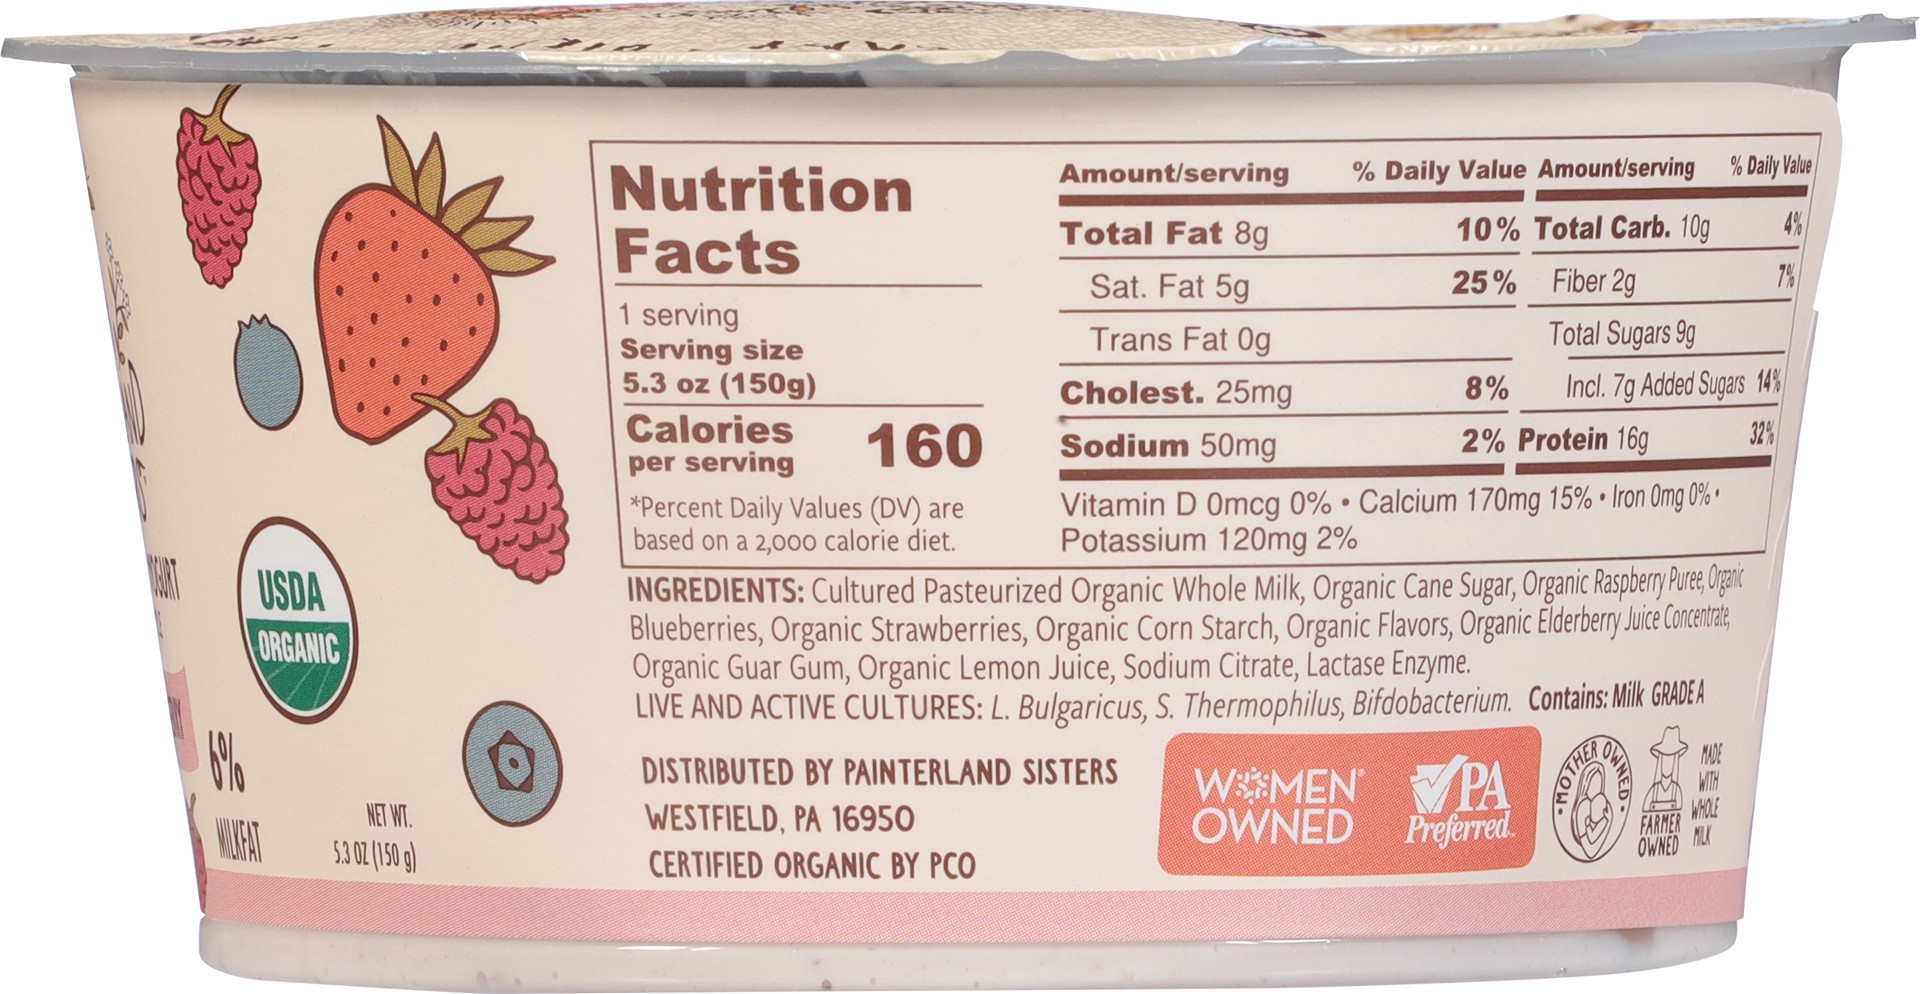 Nutrition
Facts
1 serving
Serving size
5.3 oz (150g)
Calories
per serving
160
*Percent Daily Values (DV) are
based on a 2,000 calorie diet.
Amount/serving % Daily Value
Total Fat 8g 10%
Sat. Fat 5g 25%
Trans Fat 0g
Cholest. 25mg 8%
Sodium 50mg 2%
Amount/serving % Daily Value
Total Carb. 10g 4%
Fiber 2g 7%
Total Sugars 9g
Incl. 7g Added Sugars 14%
Protein 16g 32%
Vitamin D 0mcg 0% • Calcium 170mg 15% • Iron 0mg 0% •
Potassium 120mg 2%
INGREDIENTS: Cultured Pasteurized Organic Whole Milk, Organic Cane Sugar, Organic Raspberry Puree, Organic
Blueberries, Organic Strawberries, Organic Corn Starch, Organic Flavors, Organic Elderberry Juice Concentrate,
Organic Guar Gum, Organic Lemon Juice, Sodium Citrate, Lactase Enzyme.
LIVE AND ACTIVE CULTURES: L. Bulgaricus, S. Thermophilus, Bifdobacterium. Contains: Milk GRADE A
DISTRIBUTED BY PAINTERLAND SISTERS
WESTFIELD, PA 16950
CERTIFIED ORGANIC BY PCO
WOMEN
OWNED
PA
Preferred™
•MOTHER OWNED•
FARMER
OWNED
MADE
WITH
WHOLE
MILK
USDA
ORGANIC
6%
MILKFAT
NET WT.
5.3 OZ (150 g)